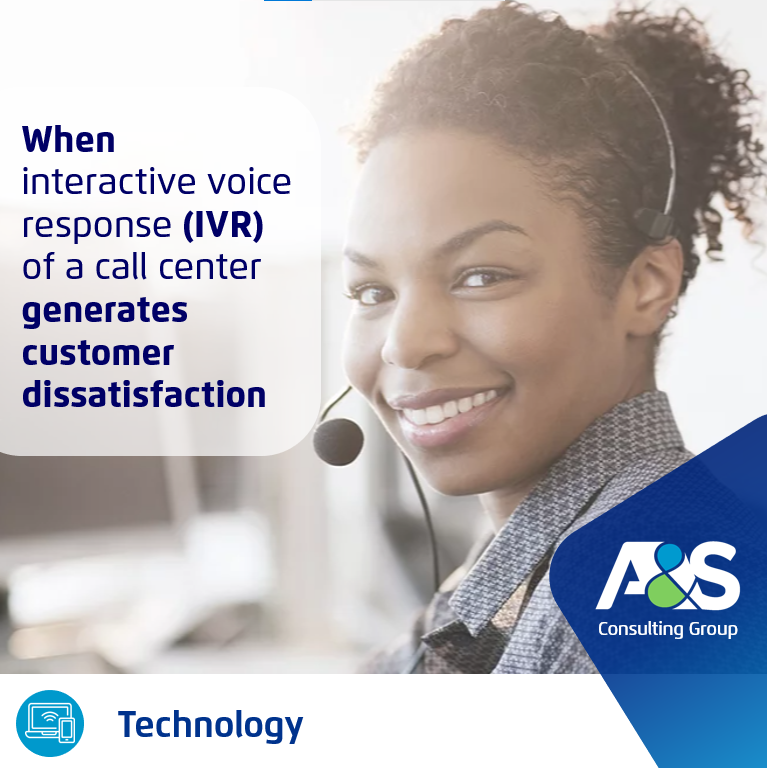 When
interactive voice
response (IVR)
of a call center
generates
customer
dissatisfaction
A&S
Consulting Group
Technology